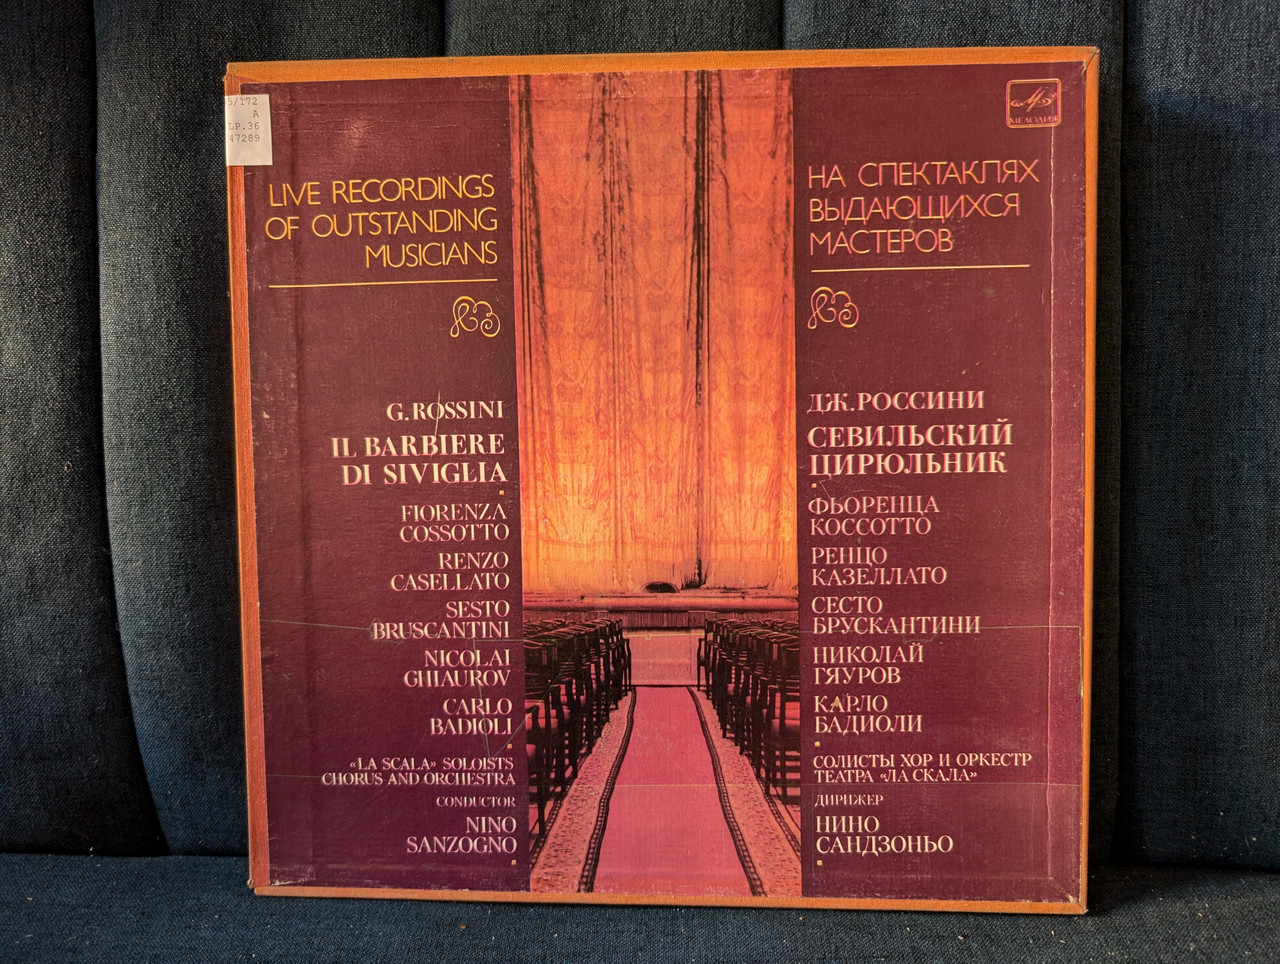 5/172
A
LP.36
47289
LIVE RECORDINGS
OF OUTSTANDING
MUSICIANS
G. ROSSINI
IL BARBIERE
DI SIVIGLIA
FIORENZA
COSSOTTO
RENZO
CASELLATO
SESTO
BRUSCANTINI
NICOLAI
GHIAUROV
CARLO
BADIOLI
«LA SCALA» SOLOISTS
CHORUS AND ORCHESTRA
CONDUCTOR
NINO
SANZOGNO
МЕЛОДИЯ
НА СПЕКТАКЛЯХ
ВЫДАЮЩИХСЯ
МАСТЕРОВ
ДЖ. РОССИНИ
СЕВИЛЬСКИЙ
ЦИРЮЛЬНИК
ФЬОРЕНЦА
КОССОТТО
РЕНЦО
КАЗЕЛЛАТО
СЕСТО
БРУСКАНТИНИ
НИКОЛАЙ
ГЯУРОВ
КАРЛО
БАДИОЛИ
СОЛИСТЫ ХОР И ОРКЕСТР
ТЕАТРА «ЛА СКАЛА»
ДИРИЖЕР
НИНО
САНДЗОНЬО